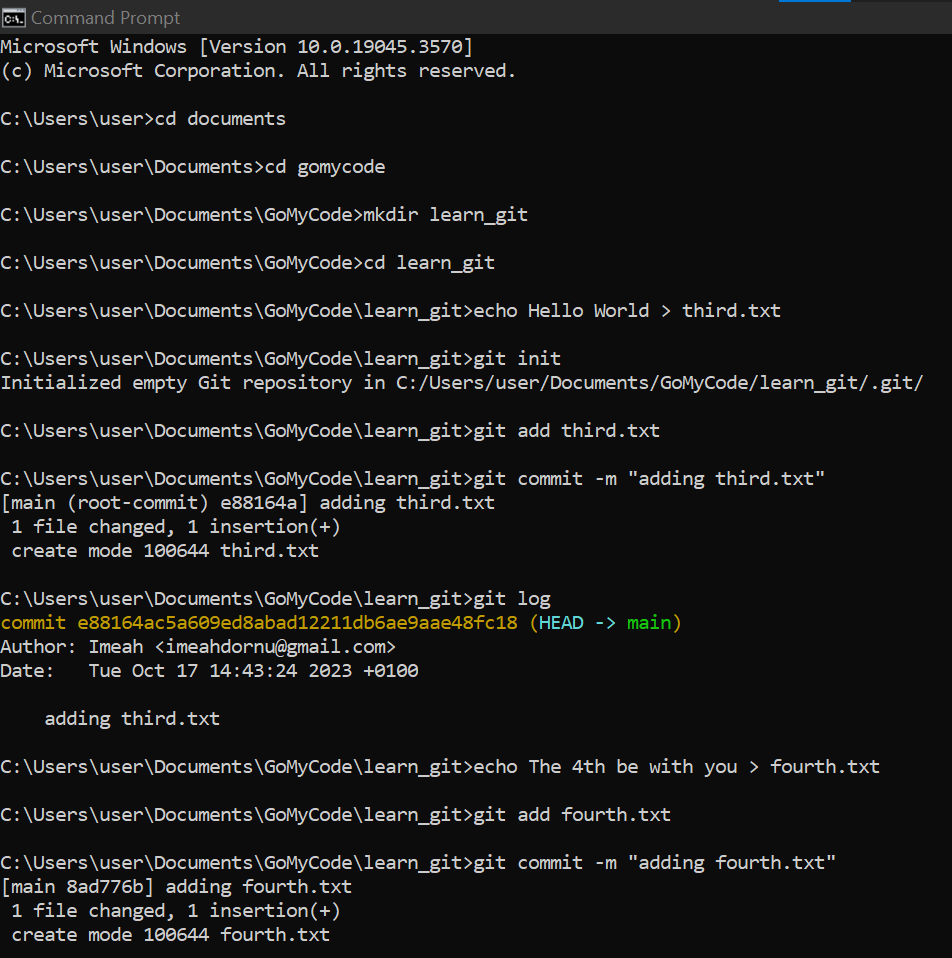 Command Prompt
Microsoft Windows [Version 10.0.19045.3570]
(c) Microsoft Corporation. All rights reserved.
C:\Users\user>cd documents
C:\Users\user\Documents>cd gomycode
C:\Users\user\Documents\GoMyCode>mkdir learn_git
C:\Users\user\Documents\GoMyCode>cd learn_git
C:\Users\user\Documents\GoMyCode\learn_git>echo Hello World > third.txt
C:\Users\user\Documents\GoMyCode\learn_git>git init
Initialized empty Git repository in C:/Users/user/Documents/GoMyCode/learn_git/.git/
C:\Users\user\Documents\GoMyCode\learn_git>git add third.txt
C:\Users\user\Documents\GoMyCode\learn_git>git commit -m "adding third.txt"
[main (root-commit) e88164a] adding third.txt
 1 file changed, 1 insertion(+)
 create mode 100644 third.txt
C:\Users\user\Documents\GoMyCode\learn_git>git log
commit e88164ac5a609ed8abad12211db6ae9aae48fc18 (HEAD -> main)
Author: Imeah <imeahdornu@gmail.com>
Date:   Tue Oct 17 14:43:24 2023 +0100
    adding third.txt
C:\Users\user\Documents\GoMyCode\learn_git>echo The 4th be with you > fourth.txt
C:\Users\user\Documents\GoMyCode\learn_git>git add fourth.txt
C:\Users\user\Documents\GoMyCode\learn_git>git commit -m "adding fourth.txt"
[main 8ad776b] adding fourth.txt
 1 file changed, 1 insertion(+)
 create mode 100644 fourth.txt